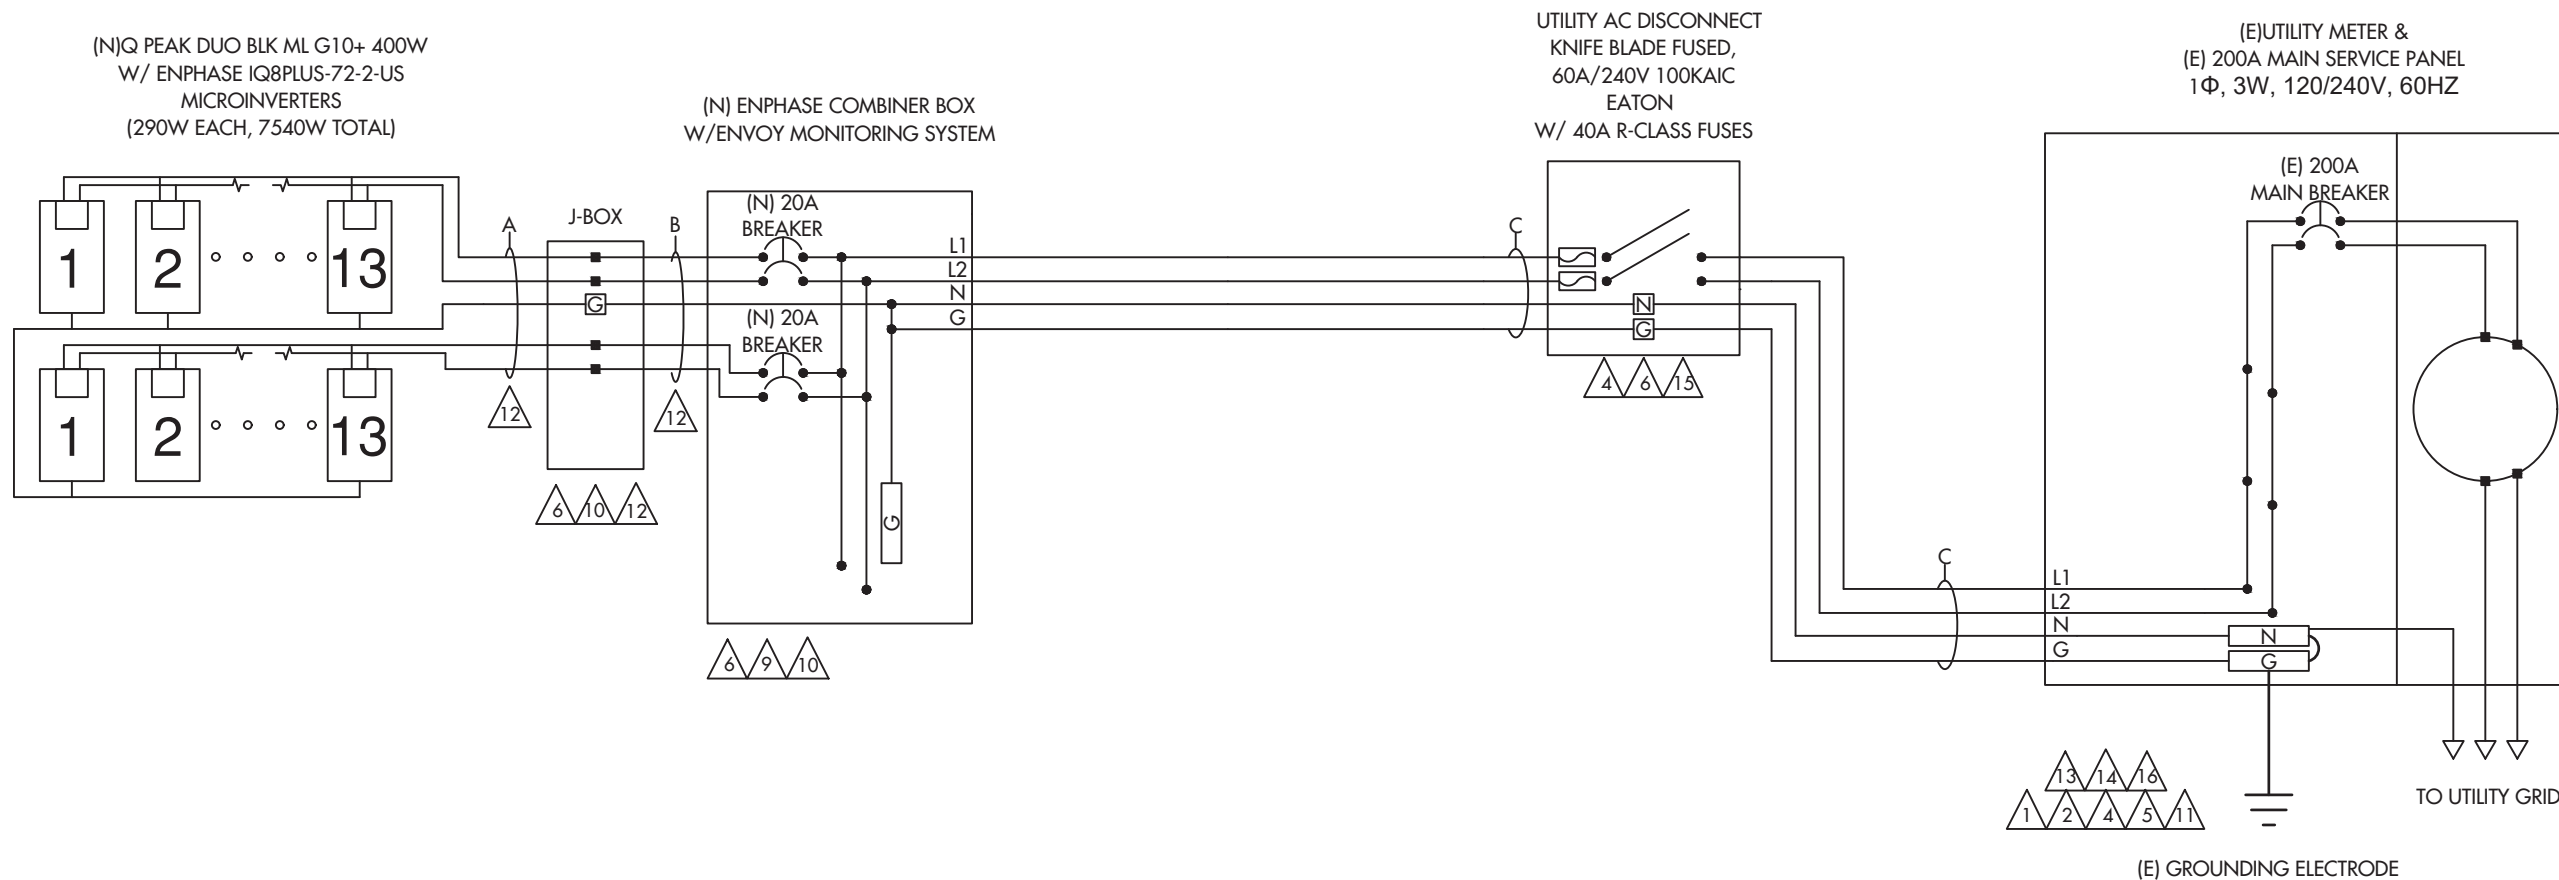 (N)Q PEAK DUO BLK ML G10+ 400W
W/ ENPHASE IQ8PLUS-72-2-US
MICROINVERTERS
(290W EACH, 7540W TOTAL)
(N) ENPHASE COMBINER BOX
W/ENVOY MONITORING SYSTEM
UTILITY AC DISCONNECT
KNIFE BLADE FUSED,
60A/240V 100KAIC
EATON
W/ 40A R-CLASS FUSES
(E)UTILITY METER &
(E) 200A MAIN SERVICE PANEL
1Φ, 3W, 120/240V, 60HZ
1 2 13
1 2 13
A
12
J-BOX
G
6 10 12
B
12
(N) 20A
BREAKER
(N) 20A
BREAKER
L1
L2
N
G
G
6 9 10
C
N
G
4 6 15
C
(E) 200A
MAIN BREAKER
L1
L2
N
G
N
G
13 14 16
1 2 4 5 11
TO UTILITY GRID
(E) GROUNDING ELECTRODE